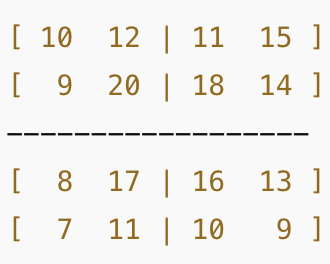 [ 10  12 | 11  15 ]
[  9  20 | 18  14 ]
------------------
[  8  17 | 16  13 ]
[  7  11 | 10   9 ]